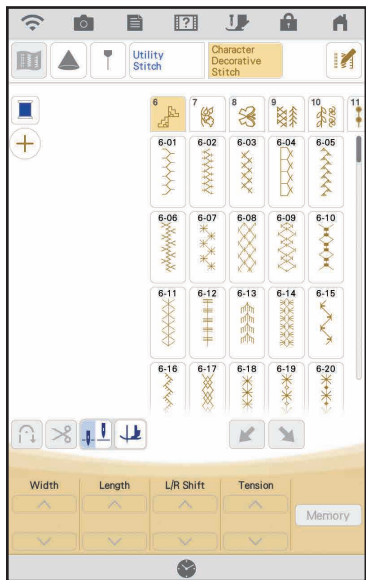 ?
Utility
Stitch
Character
Decorative
Stitch
6 7 8 9 10 11
6-01 6-02 6-03 6-04 6-05
6-06 6-07 6-08 6-09 6-10
6-11 6-12 6-13 6-14 6-15
6-16 6-17 6-18 6-19 6-20
Width Length L/R Shift Tension
Memory